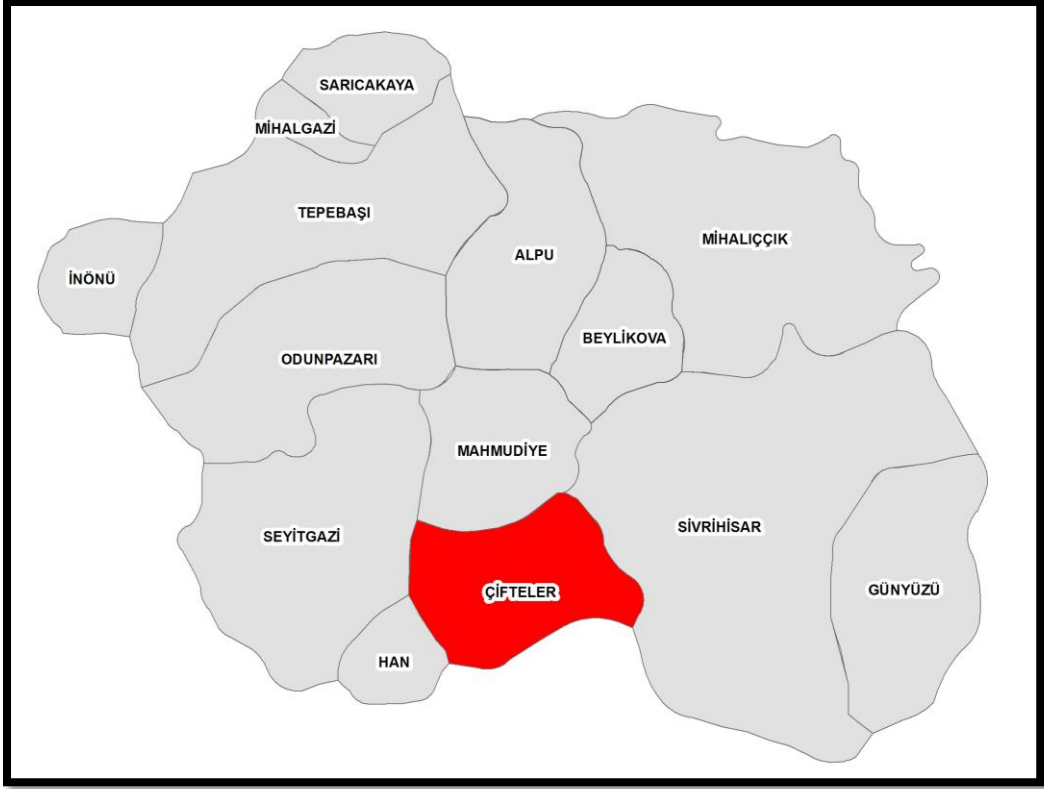 SARICAKAYA
MİHALGAZİ
TEPEBAŞI
MİHALIÇÇIK
ALPU
İNÖNÜ
BEYLİKOVA
ODUNPAZARI
MAHMUDİYE
SİVRİHİSAR
SEYİTGAZİ
ÇİFTELER
GÜNYÜZÜ
HAN